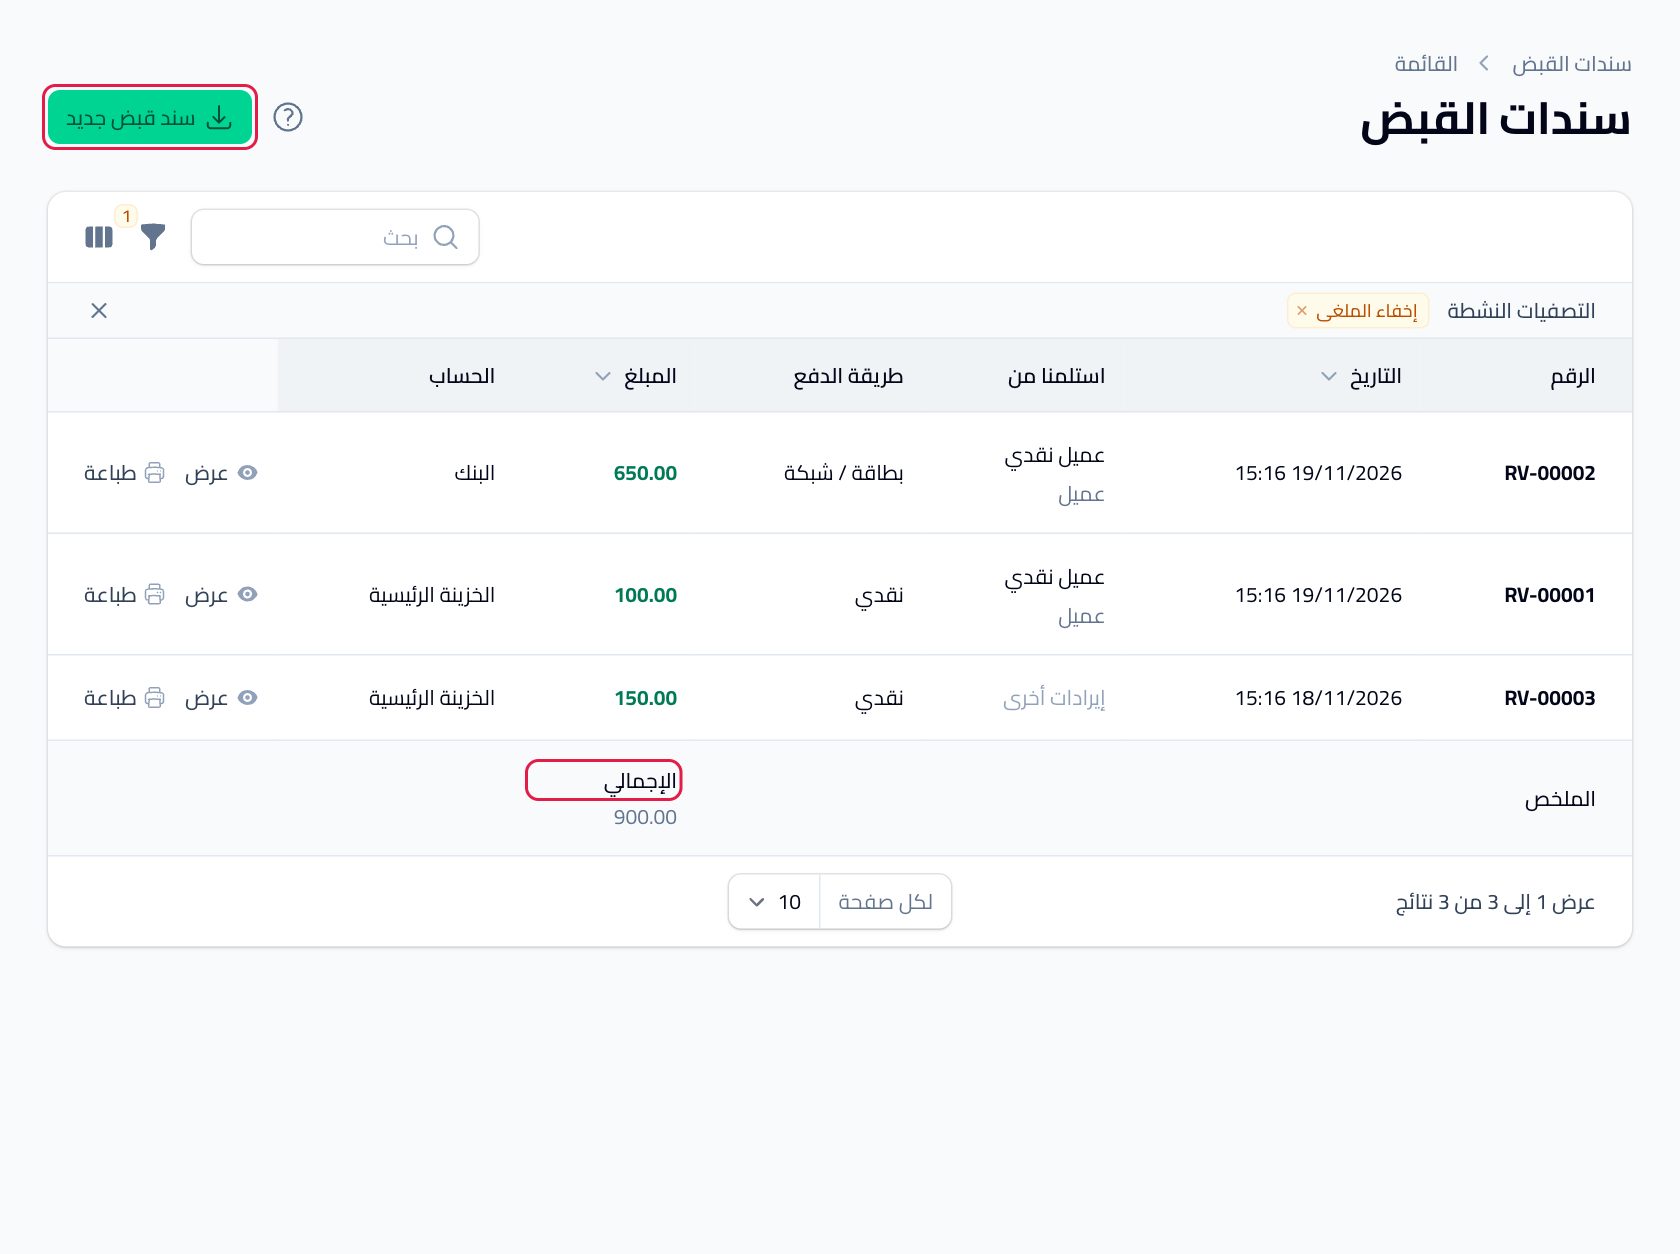 سندات القبض
القائمة
سندات القبض
سند قبض جديد
بحث
1
التصفيات النشطة
إخفاء الملغى
الرقم التاريخ استلمنا من طريقة الدفع المبلغ الحساب
RV-00002 19/11/2026 15:16 عميل نقدي بطاقة / شبكة 650.00 البنك عرض طباعة
عميل
RV-00001 19/11/2026 15:16 عميل نقدي نقدي 100.00 الخزينة الرئيسية عرض طباعة
عميل
RV-00003 18/11/2026 15:16 إيرادات أخرى نقدي 150.00 الخزينة الرئيسية عرض طباعة
الملخص
الإجمالي
900.00
عرض 1 إلى 3 من 3 نتائج
لكل صفحة 10